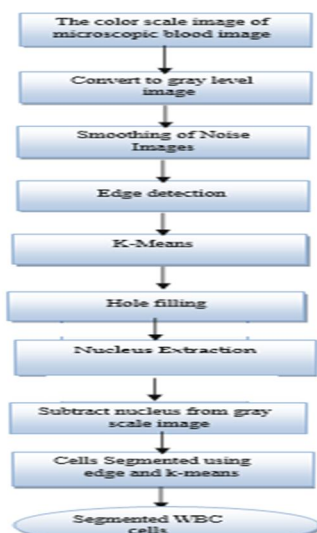 The color scale image of
microscopic blood image
Convert to gray level
image
Smoothing of Noise
Images
Edge detection
K-Means
Hole filling
Nucleus Extraction
Subtract nucleus from gray
scale image
Cells Segmented using
edge and k-means
Segmented WBC
cells